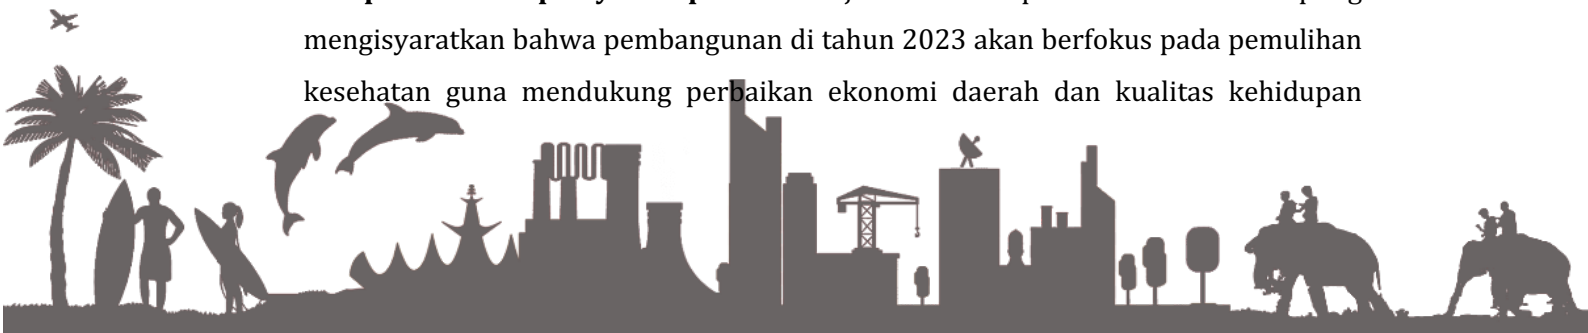 mengisyaratkan bahwa pembangunan di tahun 2023 akan berfokus pada pemulihan
kesehatan guna mendukung perbaikan ekonomi daerah dan kualitas kehidupan